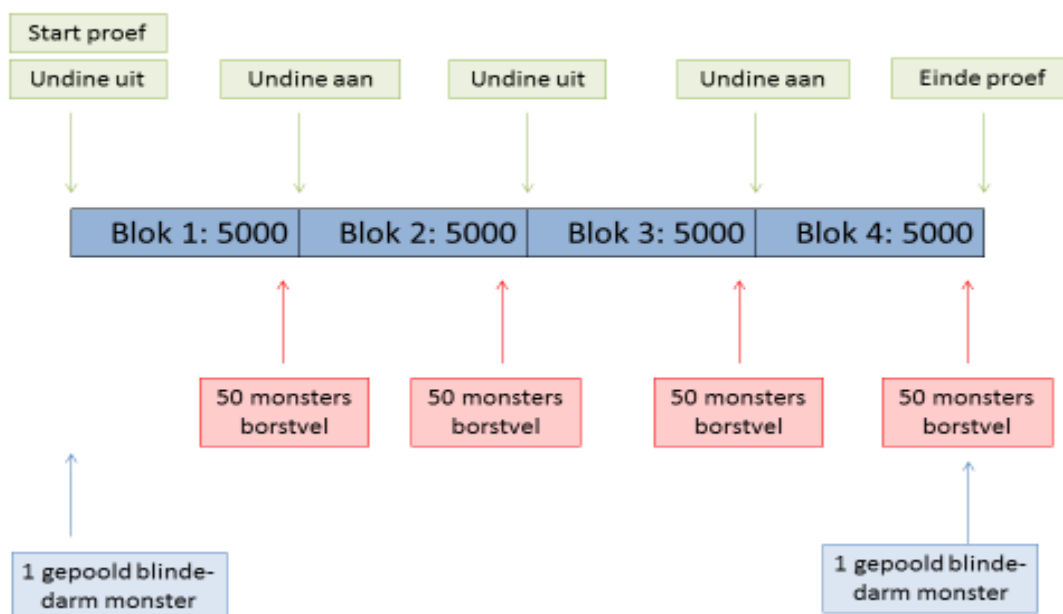 Start proef
Undine uit
Undine aan
Undine uit
Undine aan
Einde proef
Blok 1: 5000
Blok 2: 5000
Blok 3: 5000
Blok 4: 5000
50 monsters
borstvel
50 monsters
borstvel
50 monsters
borstvel
50 monsters
borstvel
1 gepoold blinde-
darm monster
1 gepoold blinde-
darm monster